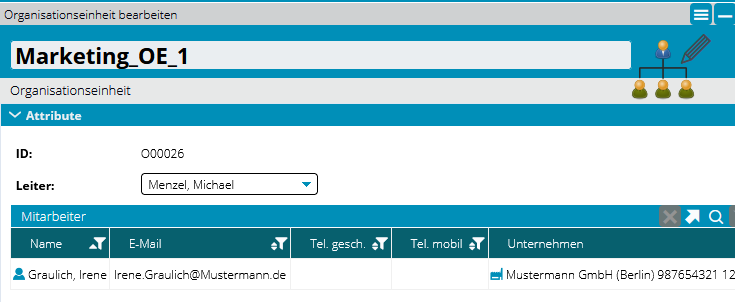 Organisationseinheit bearbeiten
Marketing_OE_1
Organisationseinheit
Attribute
ID: O00026
Leiter: Menzel, Michael
Mitarbeiter
Name E-Mail Tel. gesch. Tel. mobil Unternehmen
Graulich, Irene Irene.Graulich@Mustermann.de Mustermann GmbH (Berlin) 987654321 12